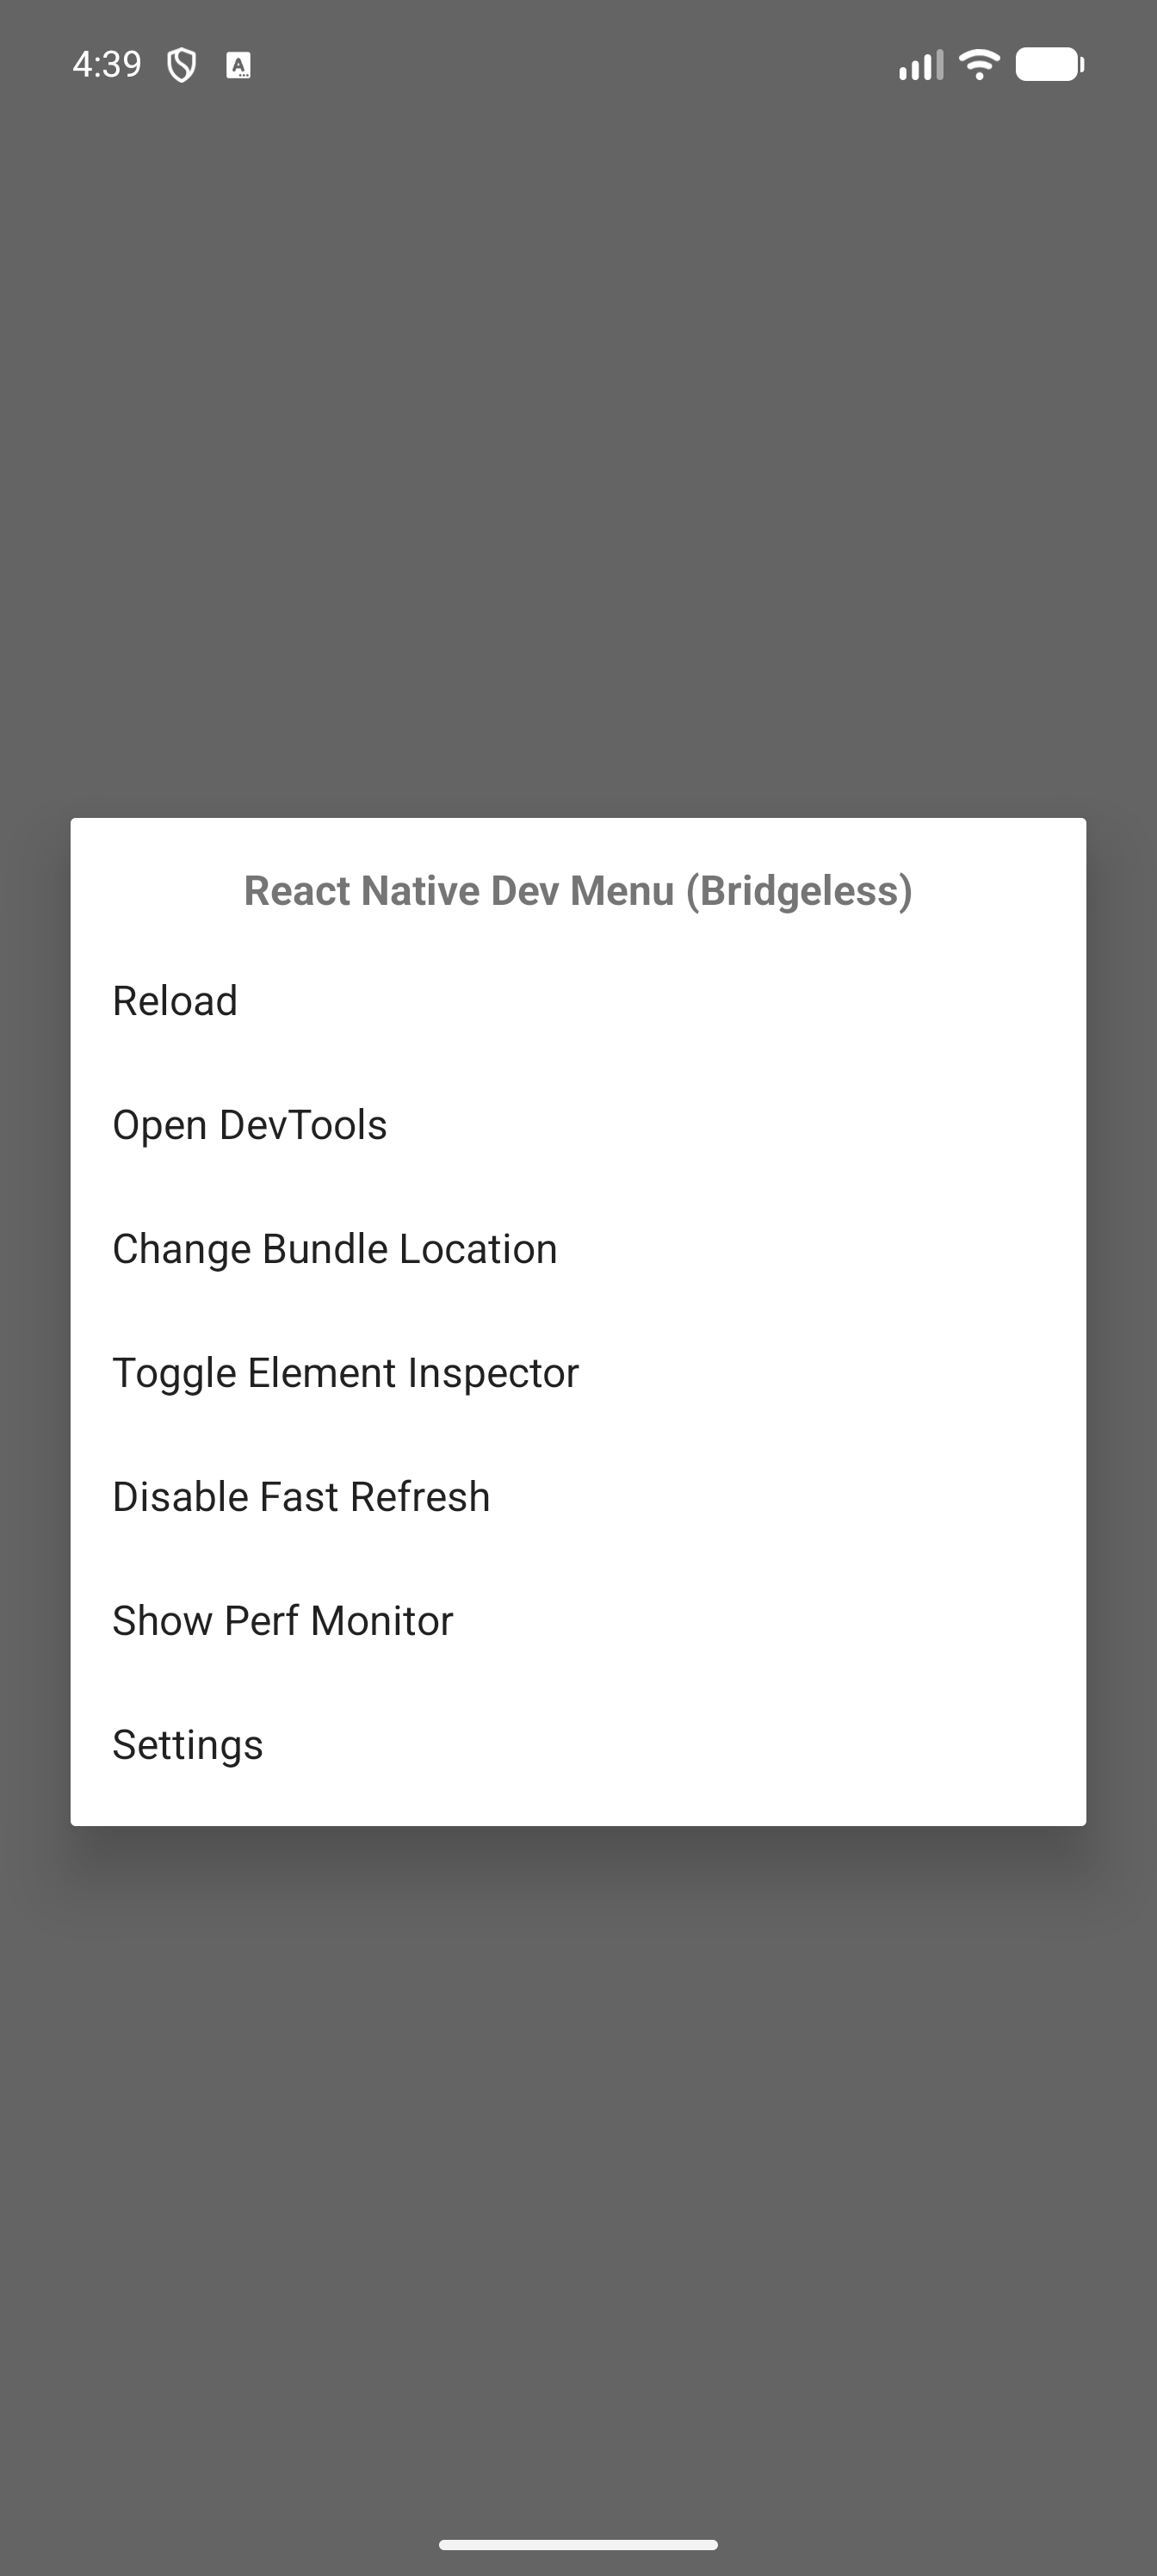 4:39
React Native Dev Menu (Bridgeless)
Reload
Open DevTools
Change Bundle Location
Toggle Element Inspector
Disable Fast Refresh
Show Perf Monitor
Settings